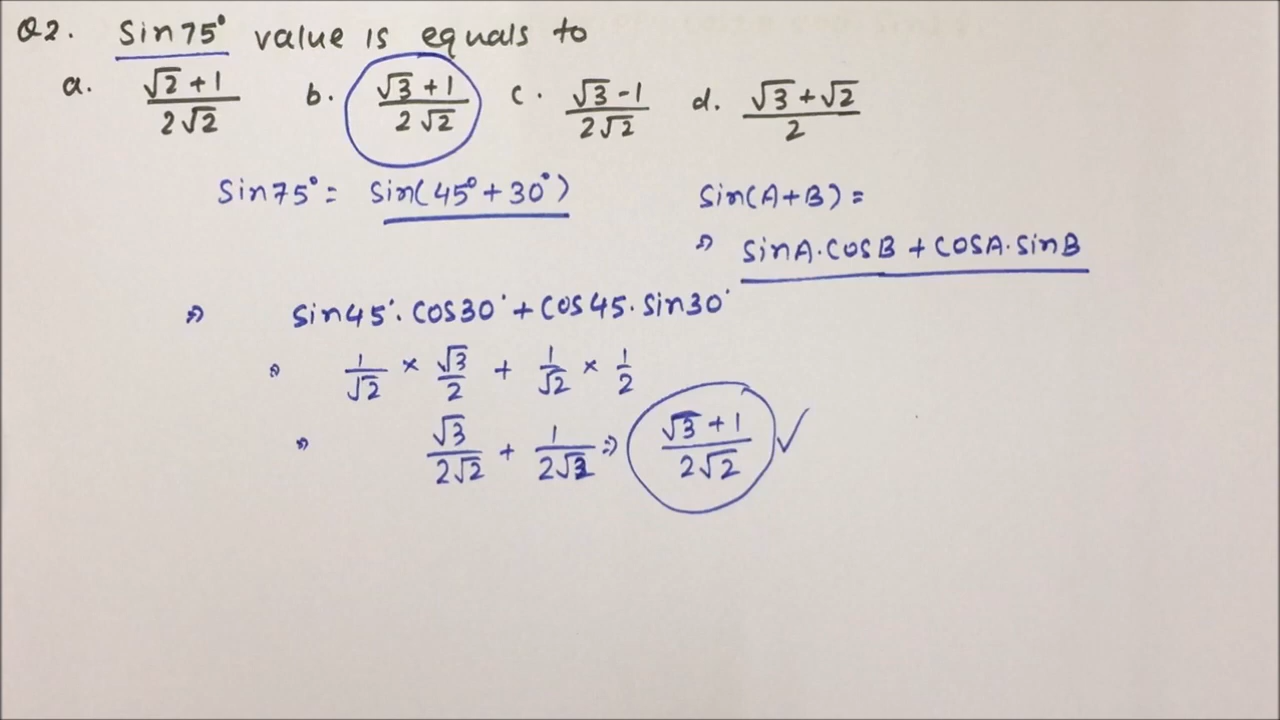 Q2. Sin75° value is equals to
a. (√2+1)/(2√2) b. (√3+1)/(2√2) c. (√3-1)/(2√2) d. (√3+√2)/2
Sin75° = Sin(45°+30°) Sin(A+B) =
⇒ SinA.COSB + COSA.SinB
⇒ Sin45°.COS30° + COS45.Sin30°
⇒ 1/√2 × √3/2 + 1/√2 × 1/2
⇒ √3/(2√2) + 1/(2√2) ⇒ (√3+1)/(2√2) ✓